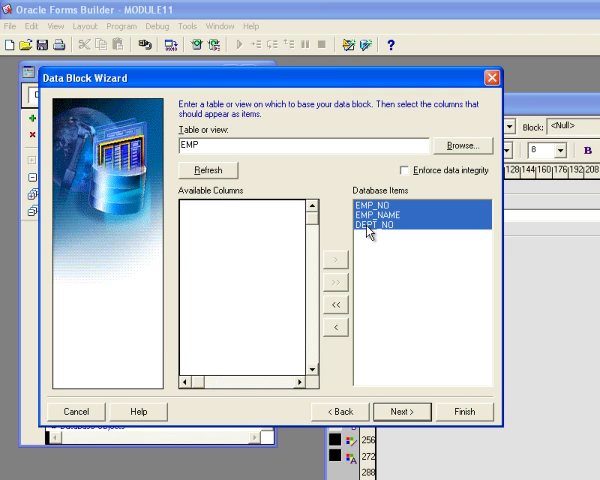 Oracle Forms Builder - MODULE11
File Edit View Layout Program Debug Tools Window Help
Data Block Wizard
Enter a table or view on which to base your data block. Then select the columns that
should appear as items.
Table or view:
EMP
Browse...
Refresh
Enforce data integrity
Available Columns
Database Items
EMP_NO
EMP_NAME
DEPT_NO
>
>>
<<
<
Cancel
Help
< Back
Next >
Finish
Block: <Null>
8
B
128 144 160 176 192 208
Database Objects
256
272
288